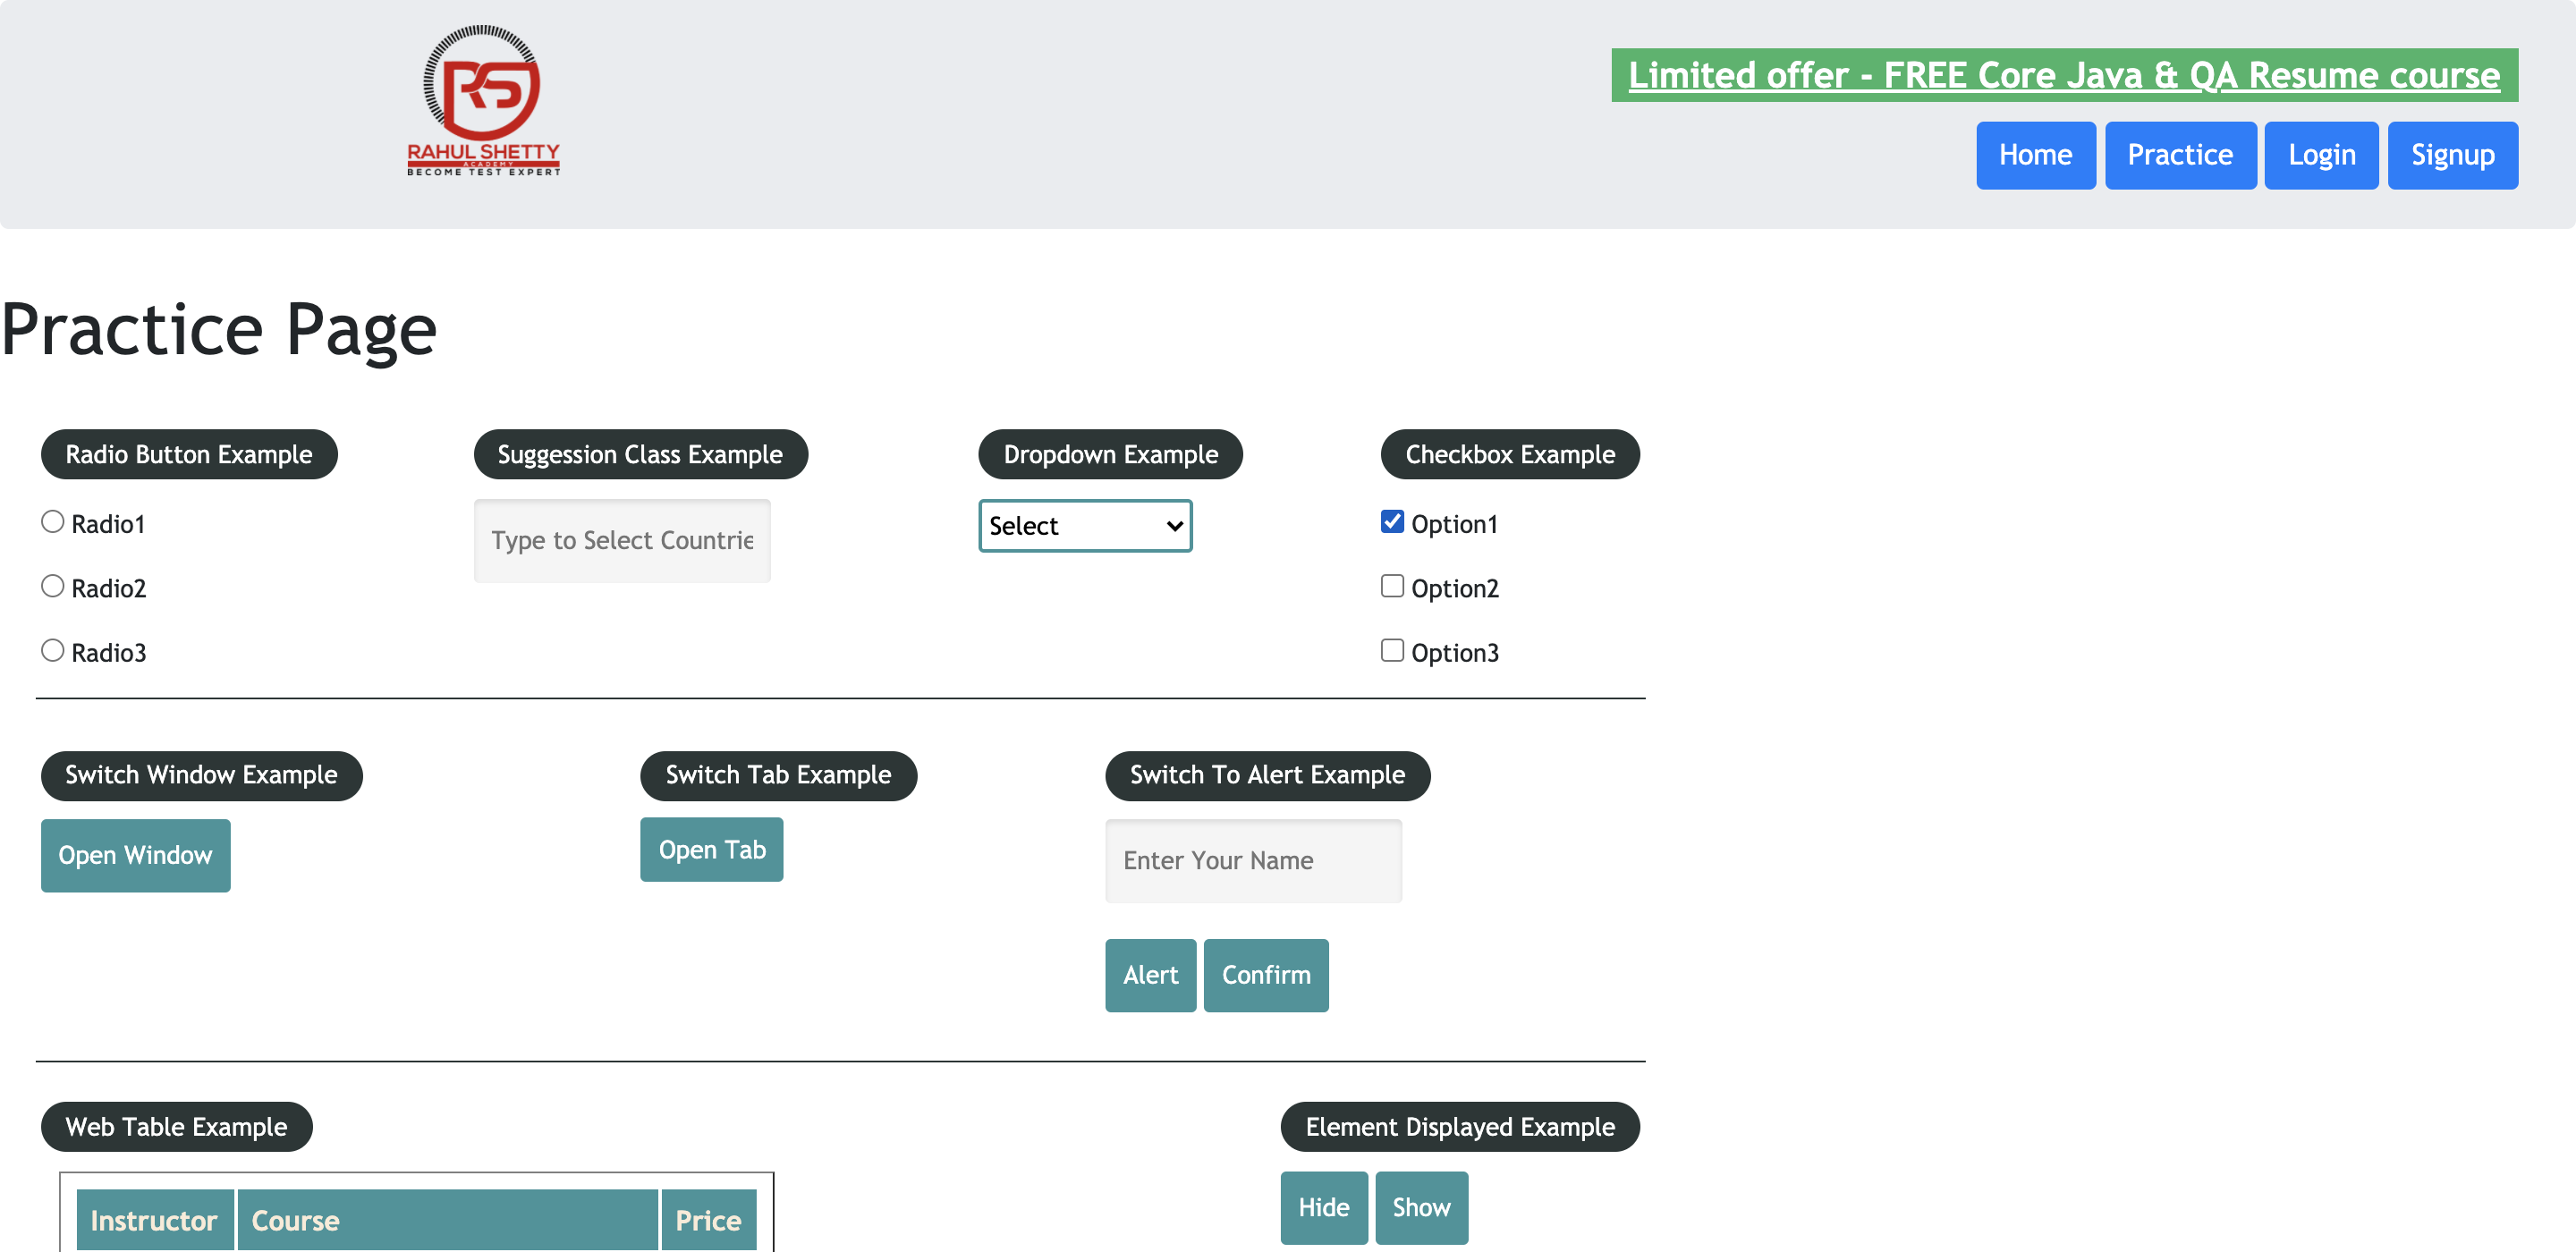 RS
RAHUL SHETTY
ACADEMY
BECOME TEST EXPERT
Limited offer - FREE Core Java & QA Resume course
Home Practice Login Signup
Practice Page
Radio Button Example Suggession Class Example Dropdown Example Checkbox Example
Radio1 Type to Select Countrie Select Option1
Radio2 Option2
Radio3 Option3
Switch Window Example Switch Tab Example Switch To Alert Example
Open Window Open Tab Enter Your Name
Alert Confirm
Web Table Example Element Displayed Example
Instructor Course Price Hide Show